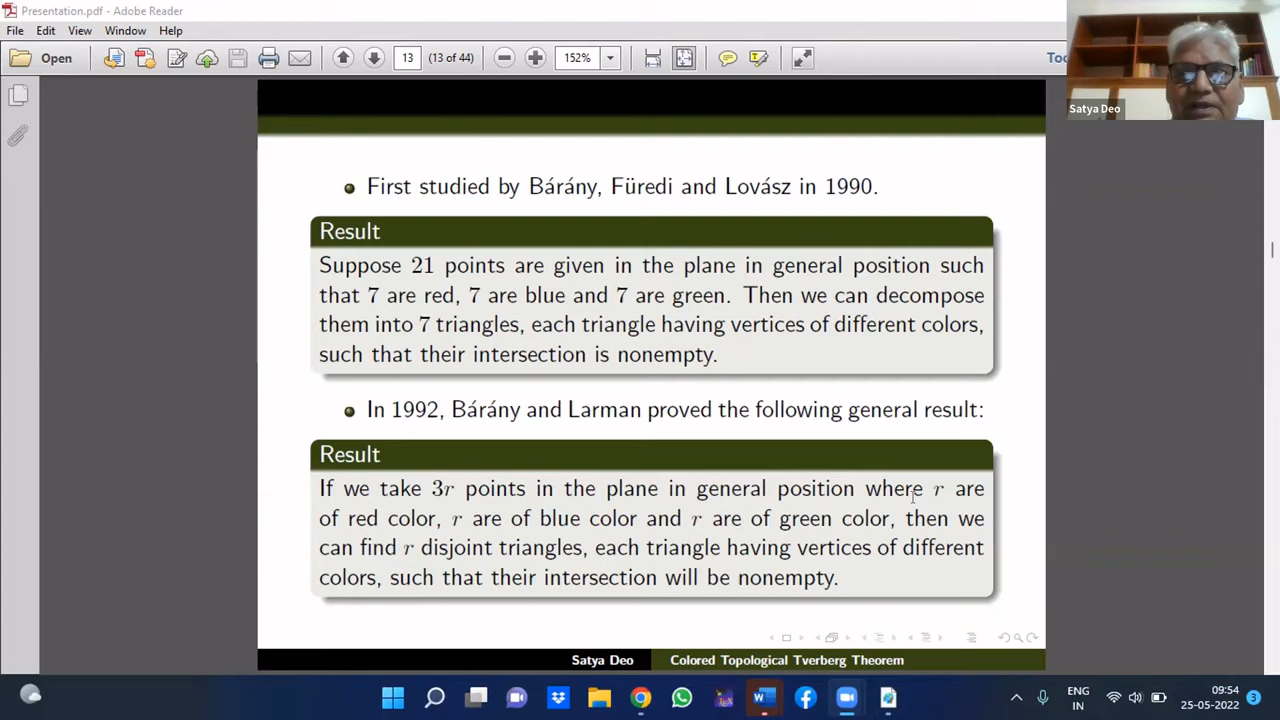 Presentation.pdf - Adobe Reader
File Edit View Window Help
Open 13 (13 of 44) 152%
Satya Deo
First studied by Bárány, Füredi and Lovász in 1990.
Result
Suppose 21 points are given in the plane in general position such
that 7 are red, 7 are blue and 7 are green. Then we can decompose
them into 7 triangles, each triangle having vertices of different colors,
such that their intersection is nonempty.
In 1992, Bárány and Larman proved the following general result:
Result
If we take 3r points in the plane in general position where r are
of red color, r are of blue color and r are of green color, then we
can find r disjoint triangles, each triangle having vertices of different
colors, such that their intersection will be nonempty.
Satya Deo Colored Topological Tverberg Theorem
ENG
IN
09:54
25-05-2022
3